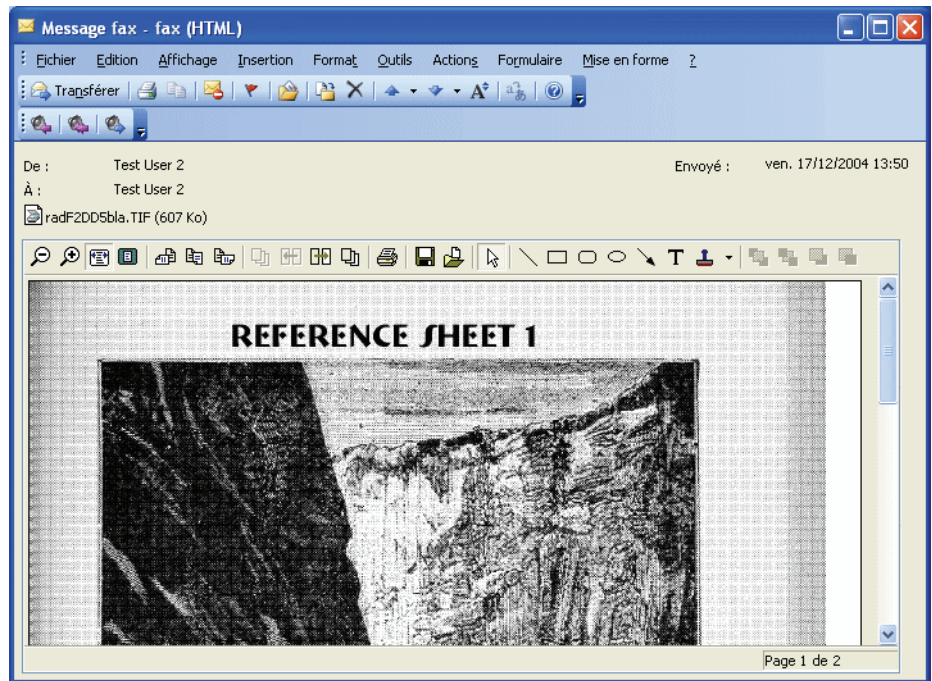 Message fax - fax (HTML)
Fichier Edition Affichage Insertion Format Outils Actions Formulaire Mise en forme ?
Transférer
De : Test User 2 Envoyé : ven. 17/12/2004 13:50
À : Test User 2
radF2DD5bla.TIF (607 Ko)
T
REFERENCE SHEET 1
Page 1 de 2